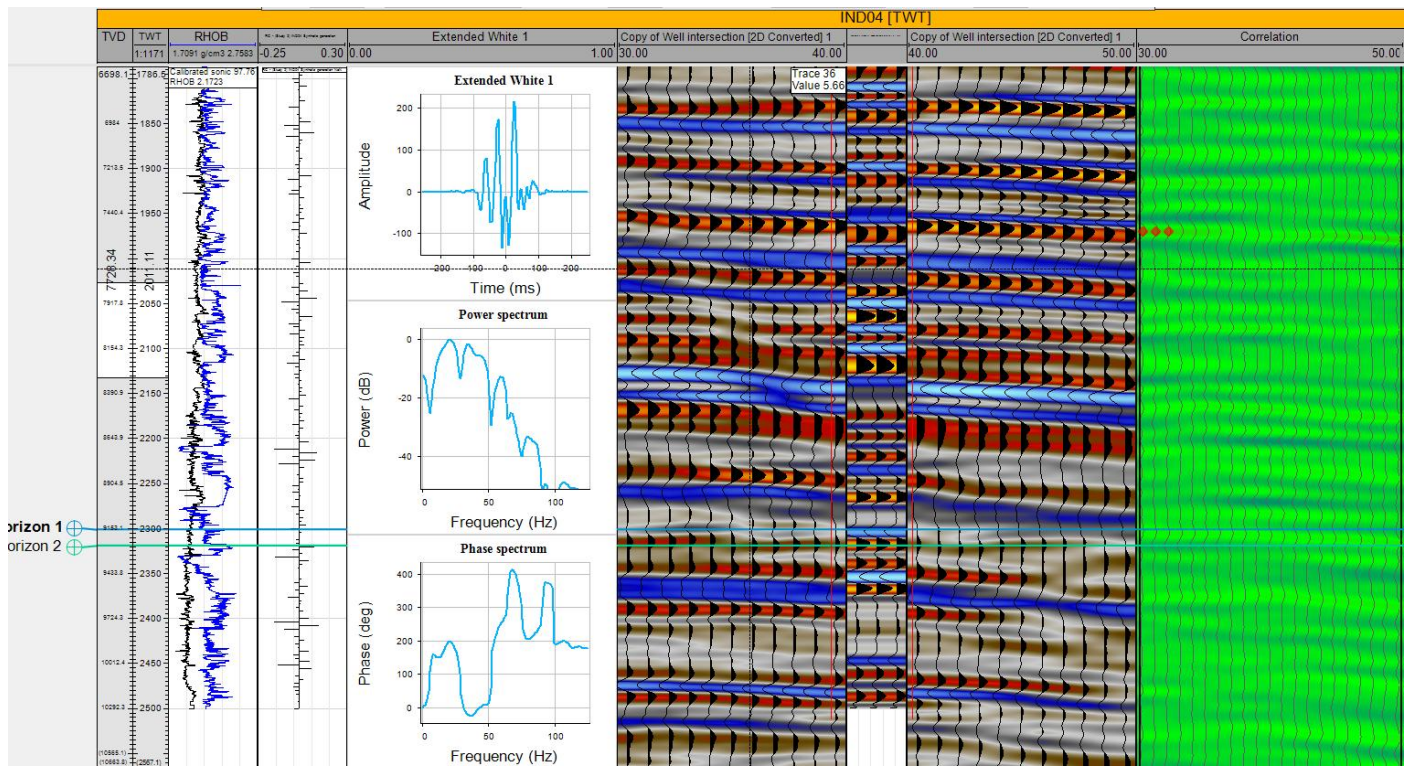 IND04 [TWT]
TVD TWT RHOB Extended White 1 Copy of Well intersection [2D Converted] 1 Copy of Well intersection [2D Converted] 1 Correlation
1:1171 1.7091 g/cm3 2.7583 -0.25 0.30 0.00 1.00 30.00 40.00 40.00 50.00 30.00 50.00
6698.1 1786.5
Calibrated sonic 97.76
RHOB 2.1723
Trace 36
Value 5.66
6984 1850
7213.5 1900
7440.4 1950
7728.34 2011.11
7917.8 2050
8154.3 2100
8390.9 2150
8643.9 2200
8904.8 2250
2300
9433.8 2350
9724.3 2400
10012.4 2450
10292.3 2500
(2567.1)
orizon 1
orizon 2
Extended White 1
Amplitude
200
100
0
-100
-200 -100 0 100 200
Time (ms)
Power spectrum
Power (dB)
0
-20
-40
0 50 100
Frequency (Hz)
Phase spectrum
Phase (deg)
400
300
200
100
0
0 50 100
Frequency (Hz)